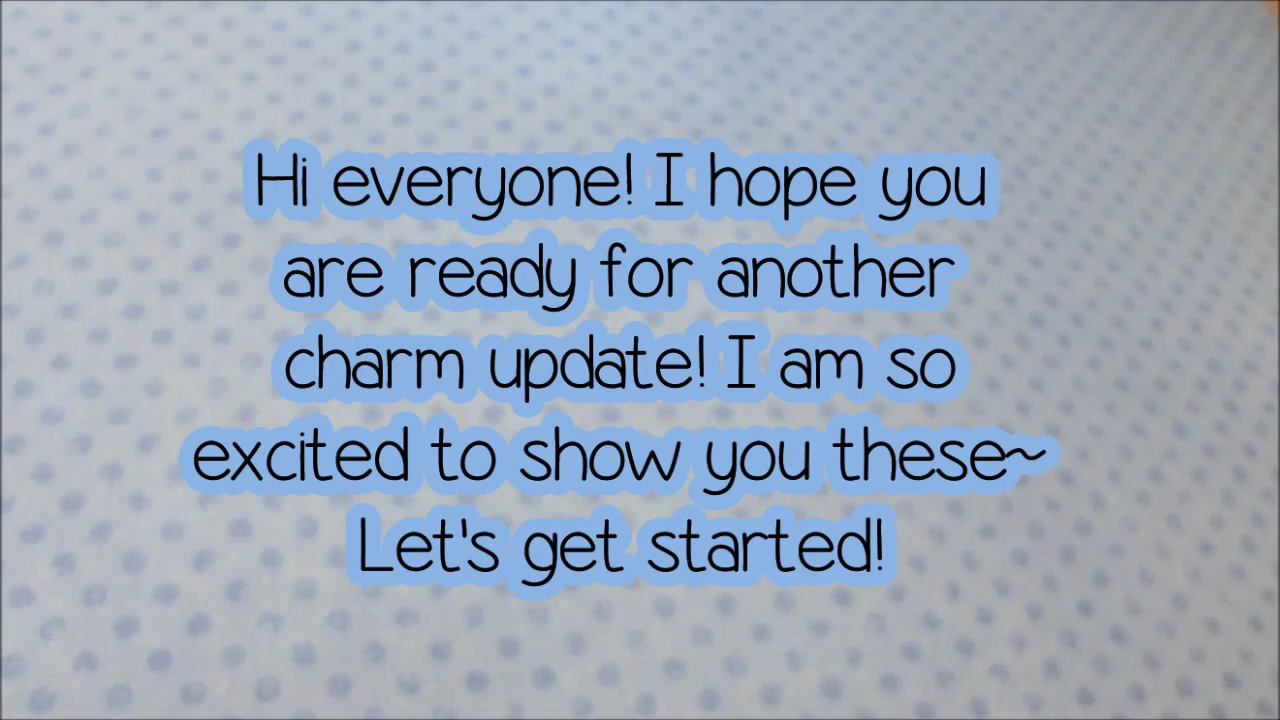 Hi everyone! I hope you
are ready for another
charm update! I am so
excited to show you these~
Let's get started!